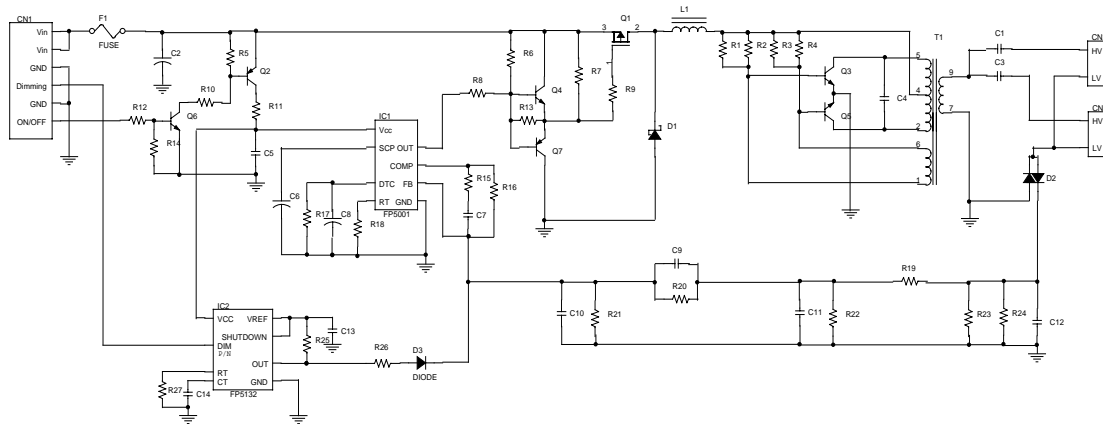 CN1
Vin
Vin
GND
Dimming
GND
ON/OFF
F1
FUSE
C2
R5
Q2
R10
R11
R12
Q6
R14
C5
IC1
Vcc
SCP OUT
COMP
DTC FB
RT GND
FP5001
C6
R17
C8
R18
R15
R16
C7
R8
R6
Q4
R13
Q7
R7
R9
Q1
3 2
1
D1
L1
R1
R2
R3
R4
Q3
Q5
C4
T1
5
4
2
6
1
9
7
C1
C3
CN
HV
LV
CN
HV
LV
D2
C9
R20
R19
C10
R21
C11
R22
R23
R24
C12
IC2
VCC VREF
SHUTDOWN
DIM
P/N
OUT
RT
CT GND
FP5132
R27
C14
C13
R25
R26
D3
DIODE